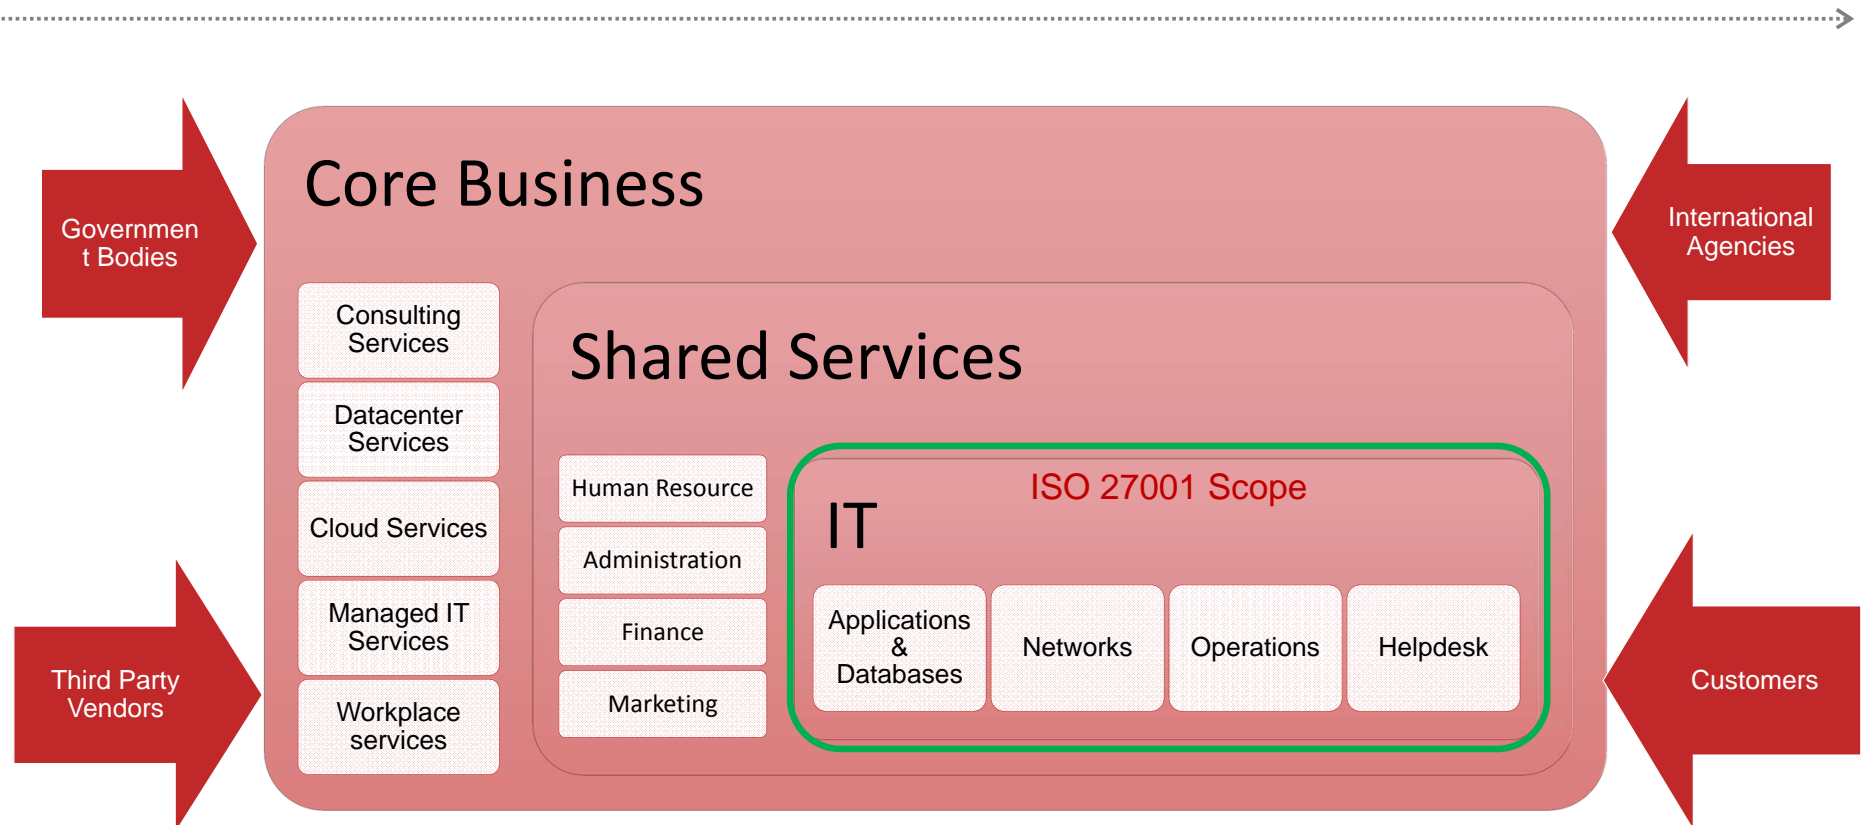 Core Business
Governmen
t Bodies
International
Agencies
Consulting
Services
Shared Services
Datacenter
Services
Human Resource
ISO 27001 Scope
IT
Cloud Services
Administration
Managed IT
Services
Finance
Applications
&
Databases
Networks
Operations
Helpdesk
Third Party
Vendors
Marketing
Customers
Workplace
services